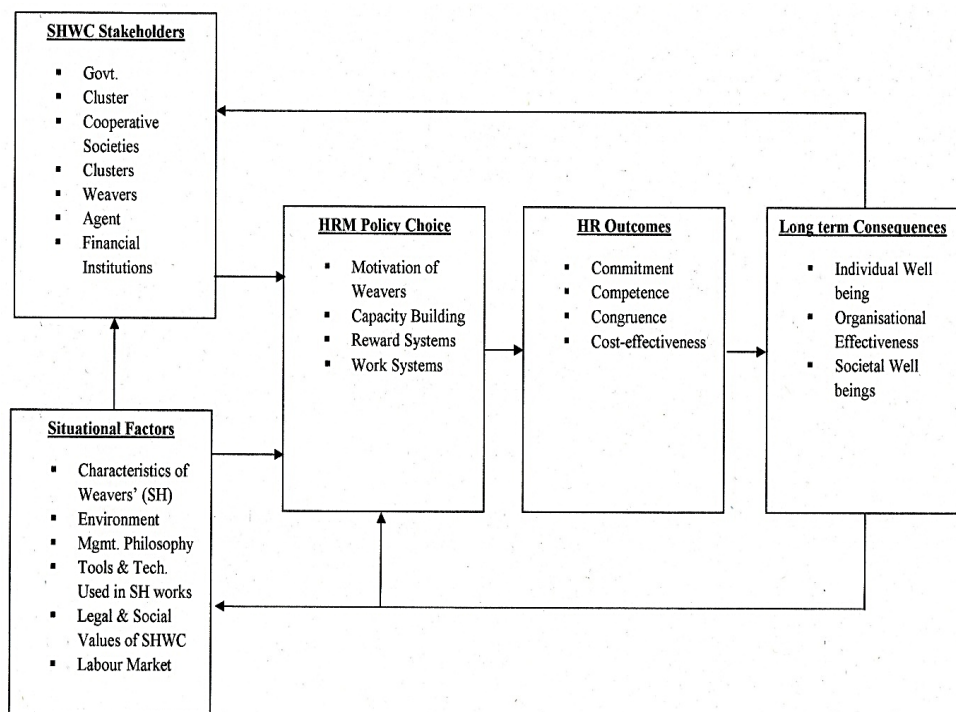 SHWC Stakeholders
▪ Govt.
▪ Cluster
▪ Cooperative
Societies
▪ Clusters
▪ Weavers
▪ Agent
▪ Financial
Institutions
Situational Factors
▪ Characteristics of
Weavers’ (SH)
▪ Environment
▪ Mgmt. Philosophy
▪ Tools & Tech.
Used in SH works
▪ Legal & Social
Values of SHWC
▪ Labour Market
HRM Policy Choice
▪ Motivation of
Weavers
▪ Capacity Building
▪ Reward Systems
▪ Work Systems
HR Outcomes
▪ Commitment
▪ Competence
▪ Congruence
▪ Cost-effectiveness
Long term Consequences
▪ Individual Well
being
▪ Organisational
Effectiveness
▪ Societal Well
beings